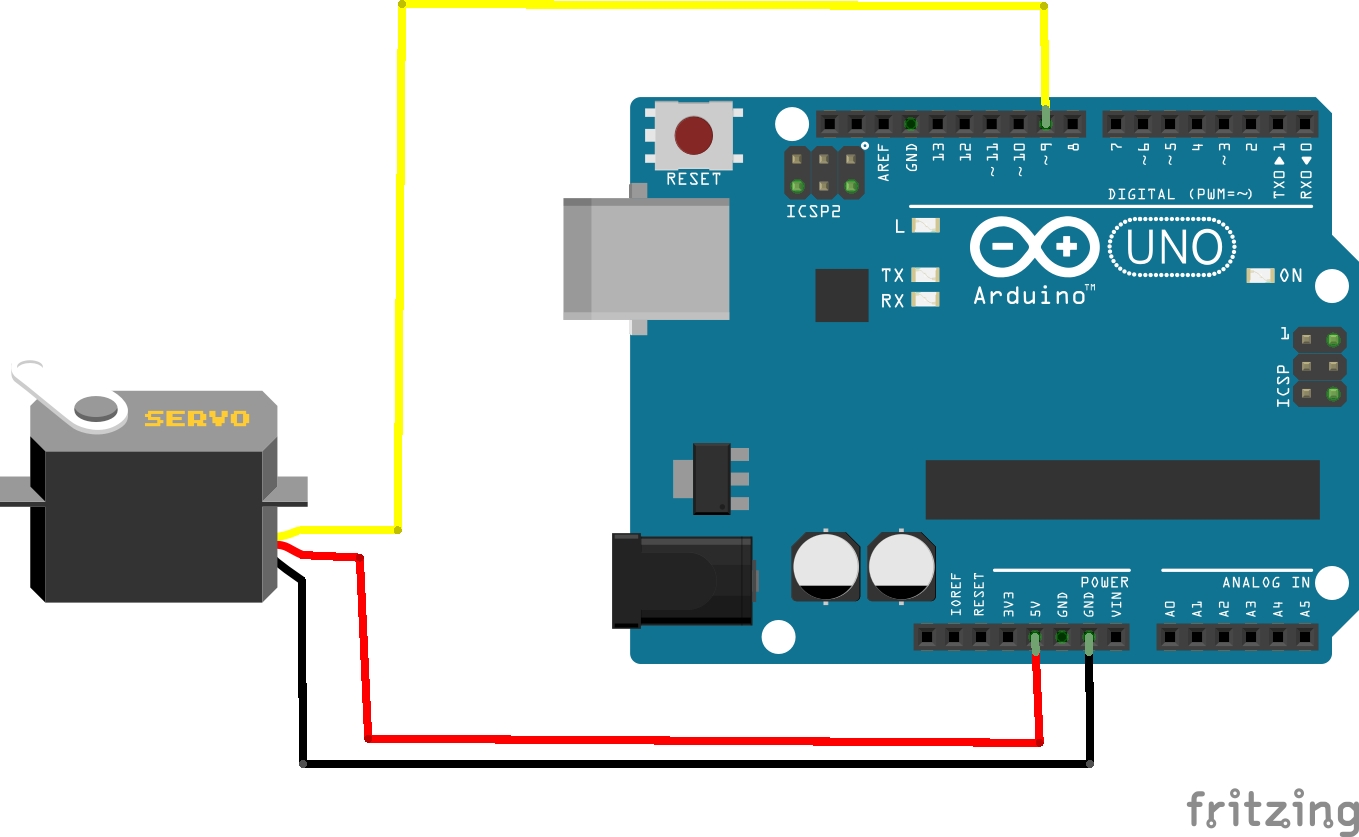 RESET
ICSP2
AREF
GND
13
12
~11
~10
~9
8
7
~6
~5
4
~3
2
TX0▶1
RX0◀0
DIGITAL (PWM=~)
L
TX
RX
UNO
Arduino™
ON
1
ICSP
SERVO
POWER
ANALOG IN
IOREF
RESET
3V3
5V
GND
GND
VIN
A0
A1
A2
A3
A4
A5
fritzing